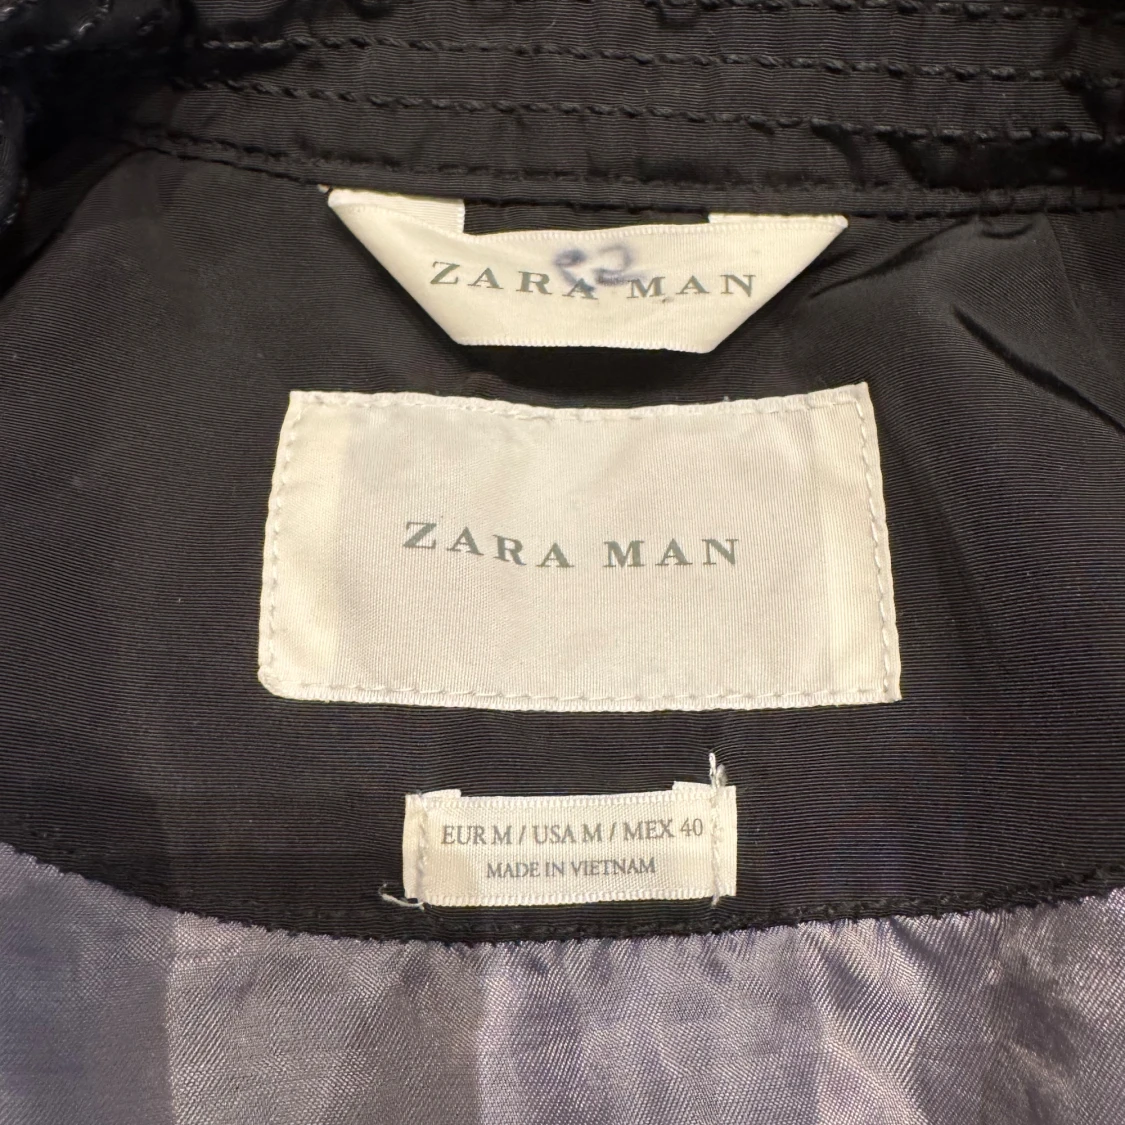 ZARA MAN
ZARA MAN
EUR M / USA M / MEX 40
MADE IN VIETNAM